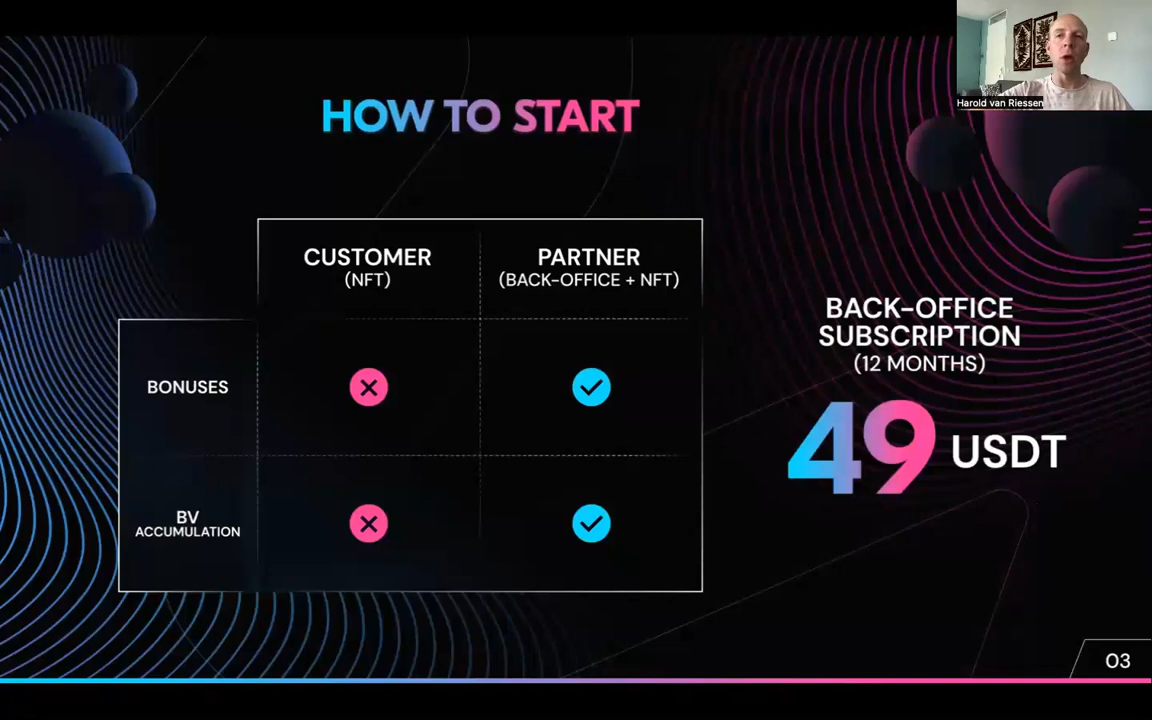 Harold van Riessen
HOW TO START
CUSTOMER
(NFT)
PARTNER
(BACK-OFFICE + NFT)
BONUSES
BV
ACCUMULATION
BACK-OFFICE
SUBSCRIPTION
(12 MONTHS)
49 USDT
03